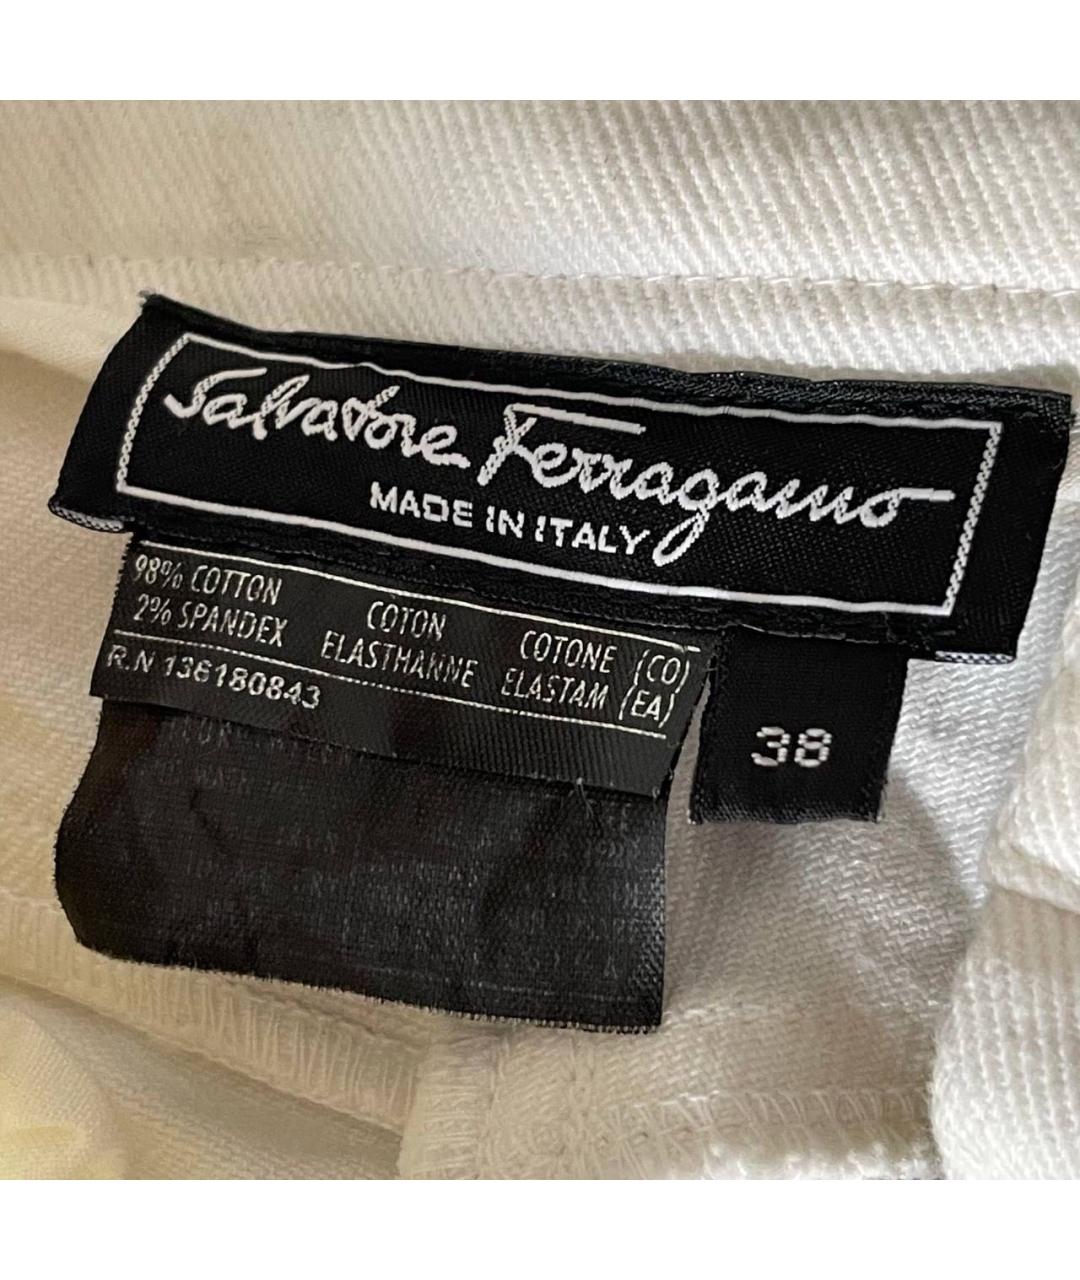 Salvatore Ferragamo
MADE IN ITALY
98% COTTON COTON COTONE (CO)
2% SPANDEX ELASTHANNE ELASTAM (EA)
R.N 136180843
38